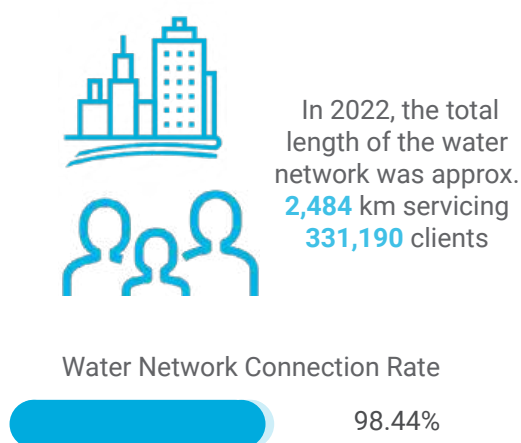 In 2022, the total
length of the water
network was approx.
2,484 km servicing
331,190 clients
Water Network Connection Rate
98.44%